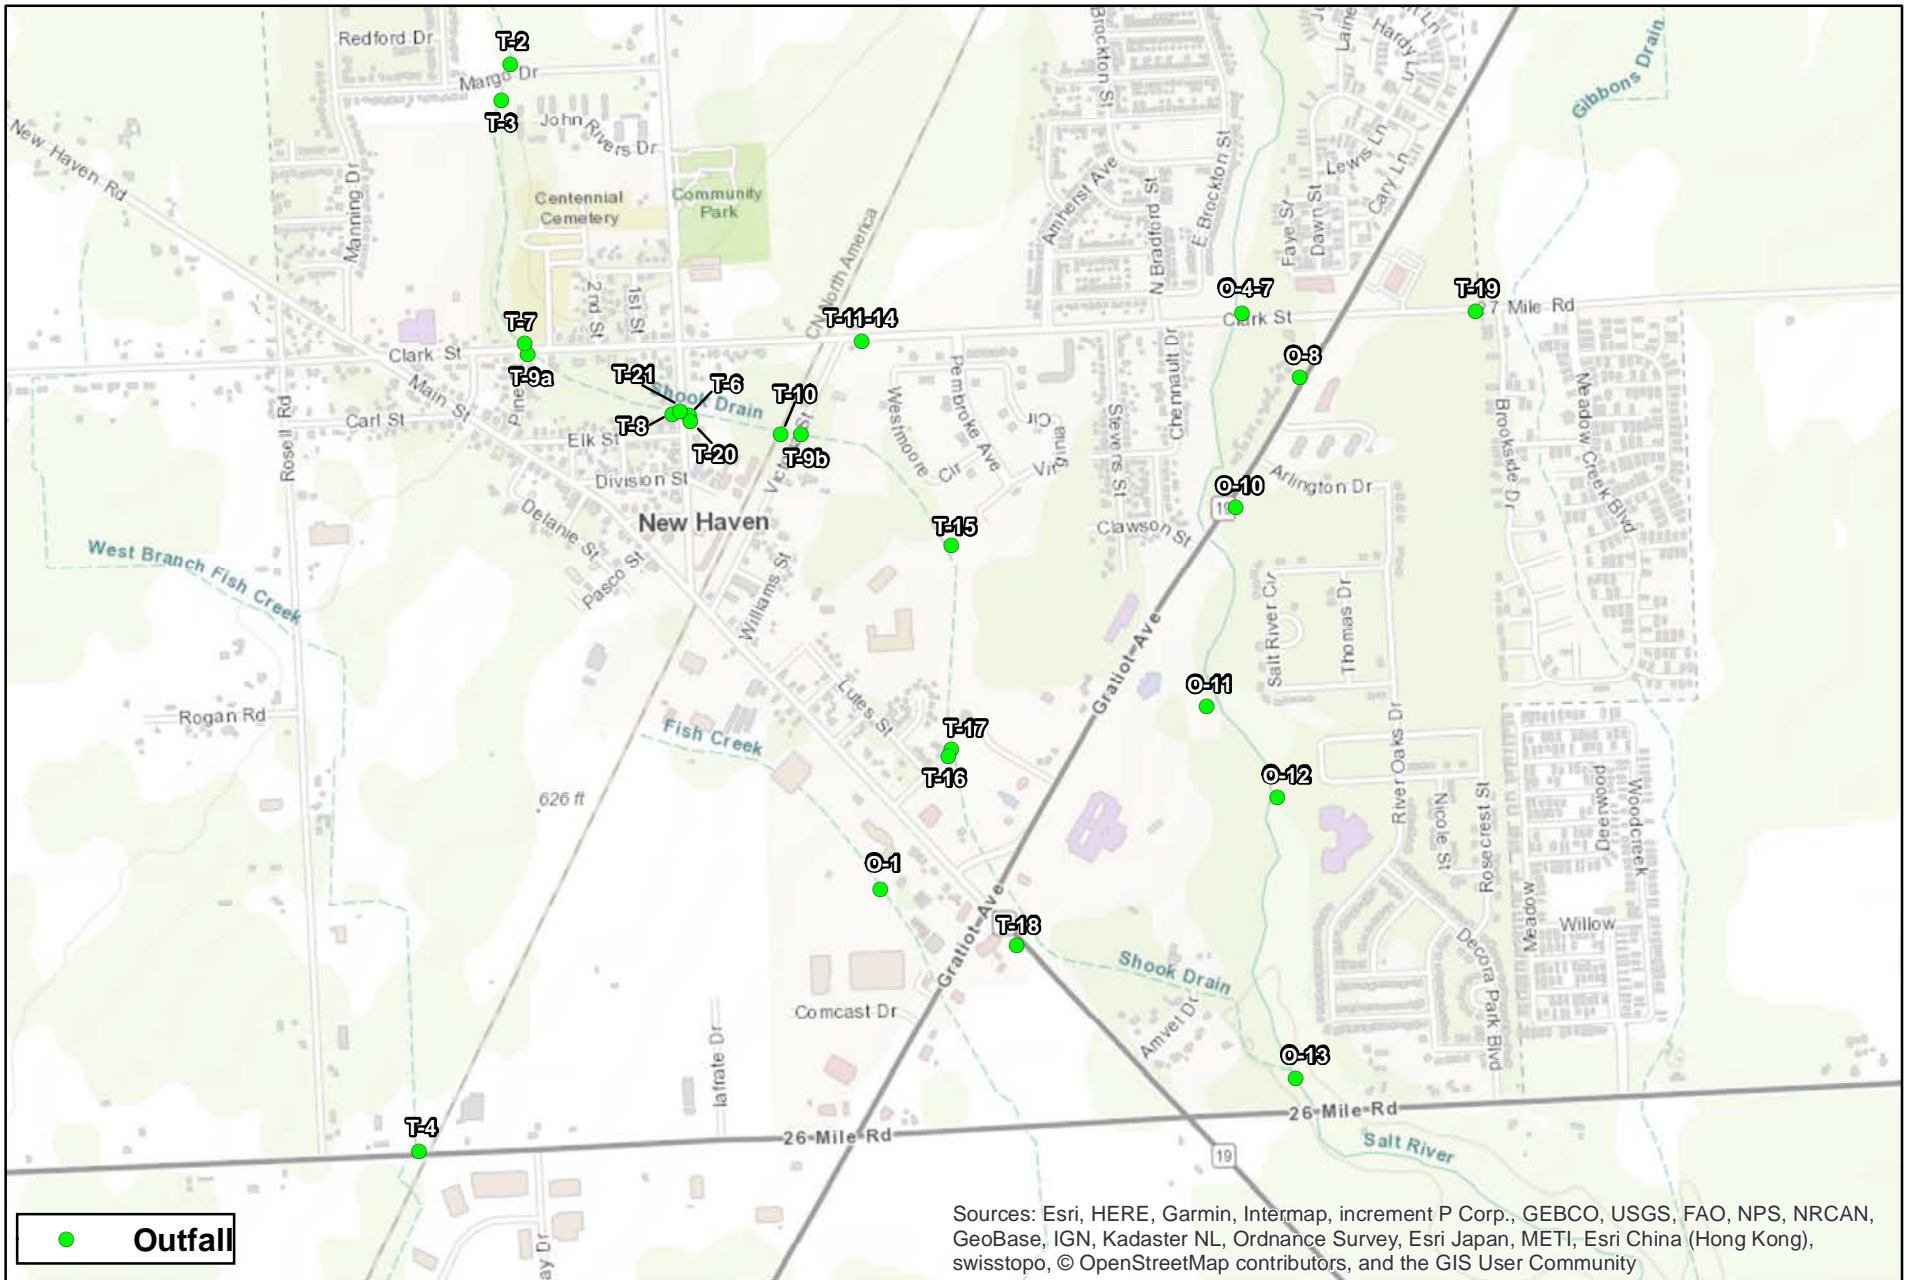 Redford Dr
T-2
Margo Dr
T-3
John Rivers Dr
New Haven Rd
Manning Dr
Centennial
Cemetery
Community
Park
CN North America
Brockton St
Amherst Ave
N Bradford St
E Brockton St
Hardy Ln
Lewis Ln
Cary Ln
Faye St
Dawn St
Gibbons Drain
2nd St
1st St
T-7
T-9a
Clark St
Main St
Carl St
Rosell Rd
T-21
T-6
Shook Drain
T-8
T-20
T-10
T-9b
T-11-14
Elk St
Division St
New Haven
Delanie St
Pasco St
Williams St
Westmoore
Cir
Pembroke Ave
Virginia
Cir
Stevens St
Chennault Dr
Clawson St
O-4-7
Clark St
T-19
27 Mile Rd
O-8
O-10
19
Arlington Dr
Brookside Dr
Meadow Creek Blvd
T-15
West Branch Fish Creek
Rogan Rd
Fish Creek
Lutes St
626 ft
T-17
T-16
Gratiot Ave
Salt River Cir
Thomas Dr
O-11
O-12
River Oaks Dr
Nicole St
Rosecrest St
Deerwood
Woodcreek
Meadow
Willow
Decora Park Blvd
O-1
T-18
Gratiot Ave
Shook Drain
Amvet Dr
Comcast Dr
Iafrate Dr
O-13
T-4
26 Mile Rd
26 Mile Rd
Salt River
19
Outfall
Sources: Esri, HERE, Garmin, Intermap, increment P Corp., GEBCO, USGS, FAO, NPS, NRCAN,
GeoBase, IGN, Kadaster NL, Ordnance Survey, Esri Japan, METI, Esri China (Hong Kong),
swisstopo, © OpenStreetMap contributors, and the GIS User Community